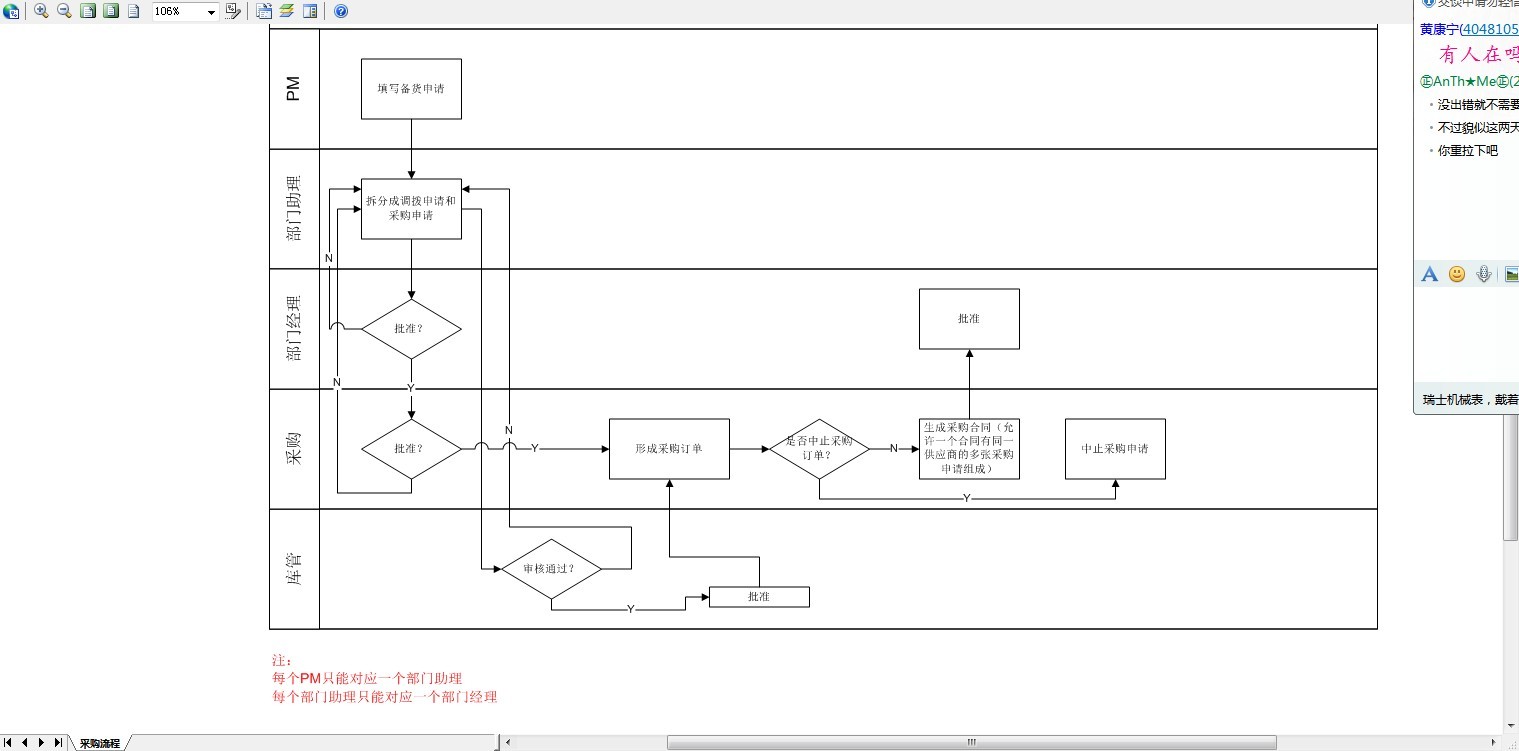 106%
交谈中请勿轻信
黄康宁(4048105
有人在吗
㊣AnTh★Me㊣(2
• 没出错就不需要
• 不过貌似这两天
• 你重拉下吧
瑞士机械表，戴着
PM
填写备货申请
部门助理
拆分成调拨申请和
采购申请
N
部门经理
批准?
批准
N
Y
采购
批准?
N
Y
形成采购订单
是否中止采购
订单?
N
生成采购合同（允
许一个合同有同一
供应商的多张采购
申请组成）
中止采购申请
Y
库管
审核通过?
Y
批准
注：
每个PM只能对应一个部门助理
每个部门助理只能对应一个部门经理
采购流程